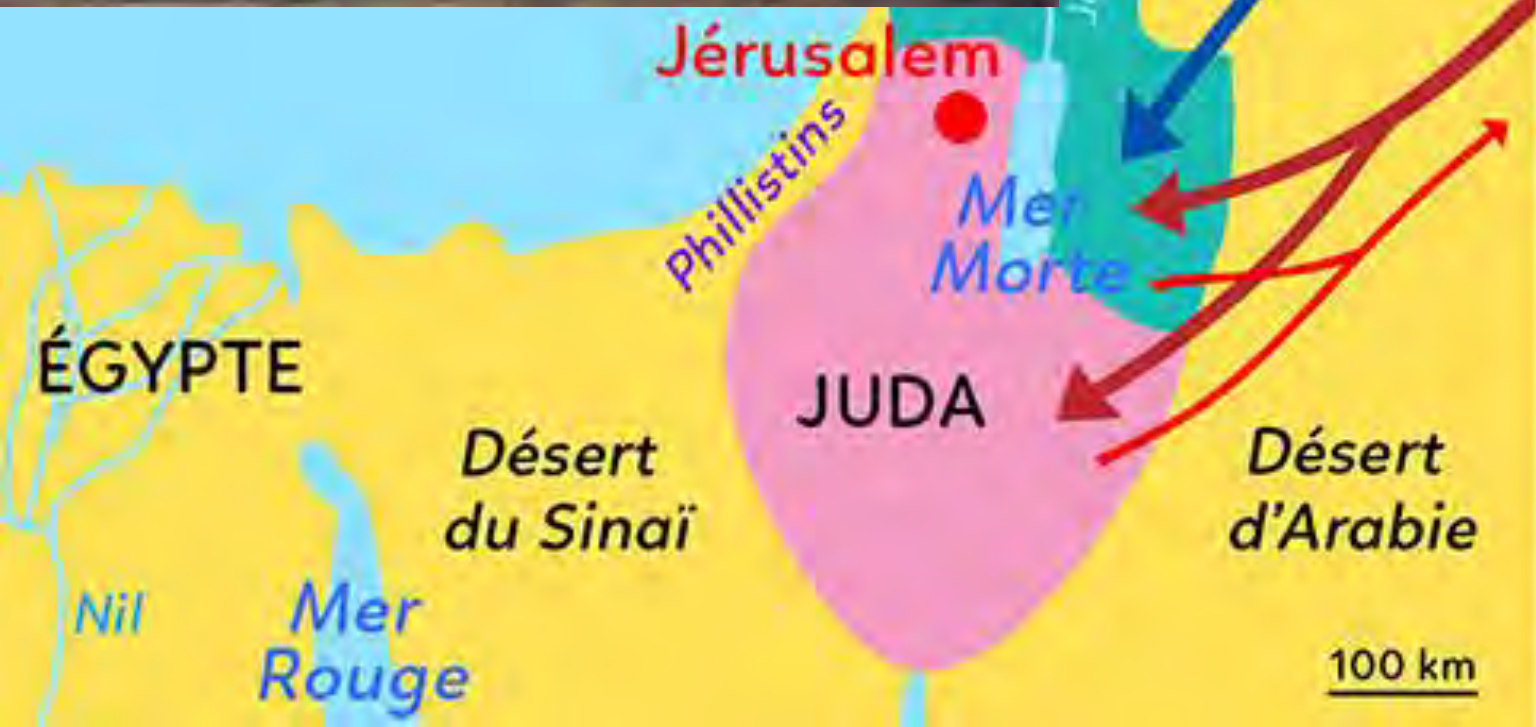 Jérusalem
Phillistins
Mer
Morte
ÉGYPTE
JUDA
Désert
du Sinaï
Désert
d'Arabie
Nil
Mer
Rouge
100 km